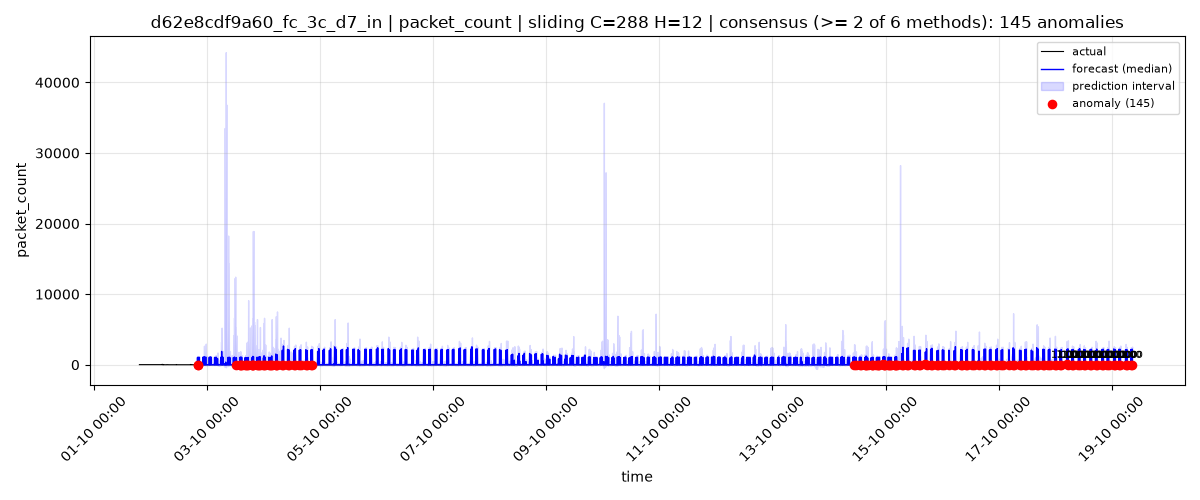 d62e8cdf9a60_fc_3c_d7_in | packet_count | sliding C=288 H=12 | consensus (>= 2 of 6 methods): 145 anomalies
actual
forecast (median)
prediction interval
anomaly (145)
packet_count
40000
30000
20000
10000
0
01-10 00:00
03-10 00:00
05-10 00:00
07-10 00:00
09-10 00:00
11-10 00:00
13-10 00:00
15-10 00:00
17-10 00:00
19-10 00:00
time